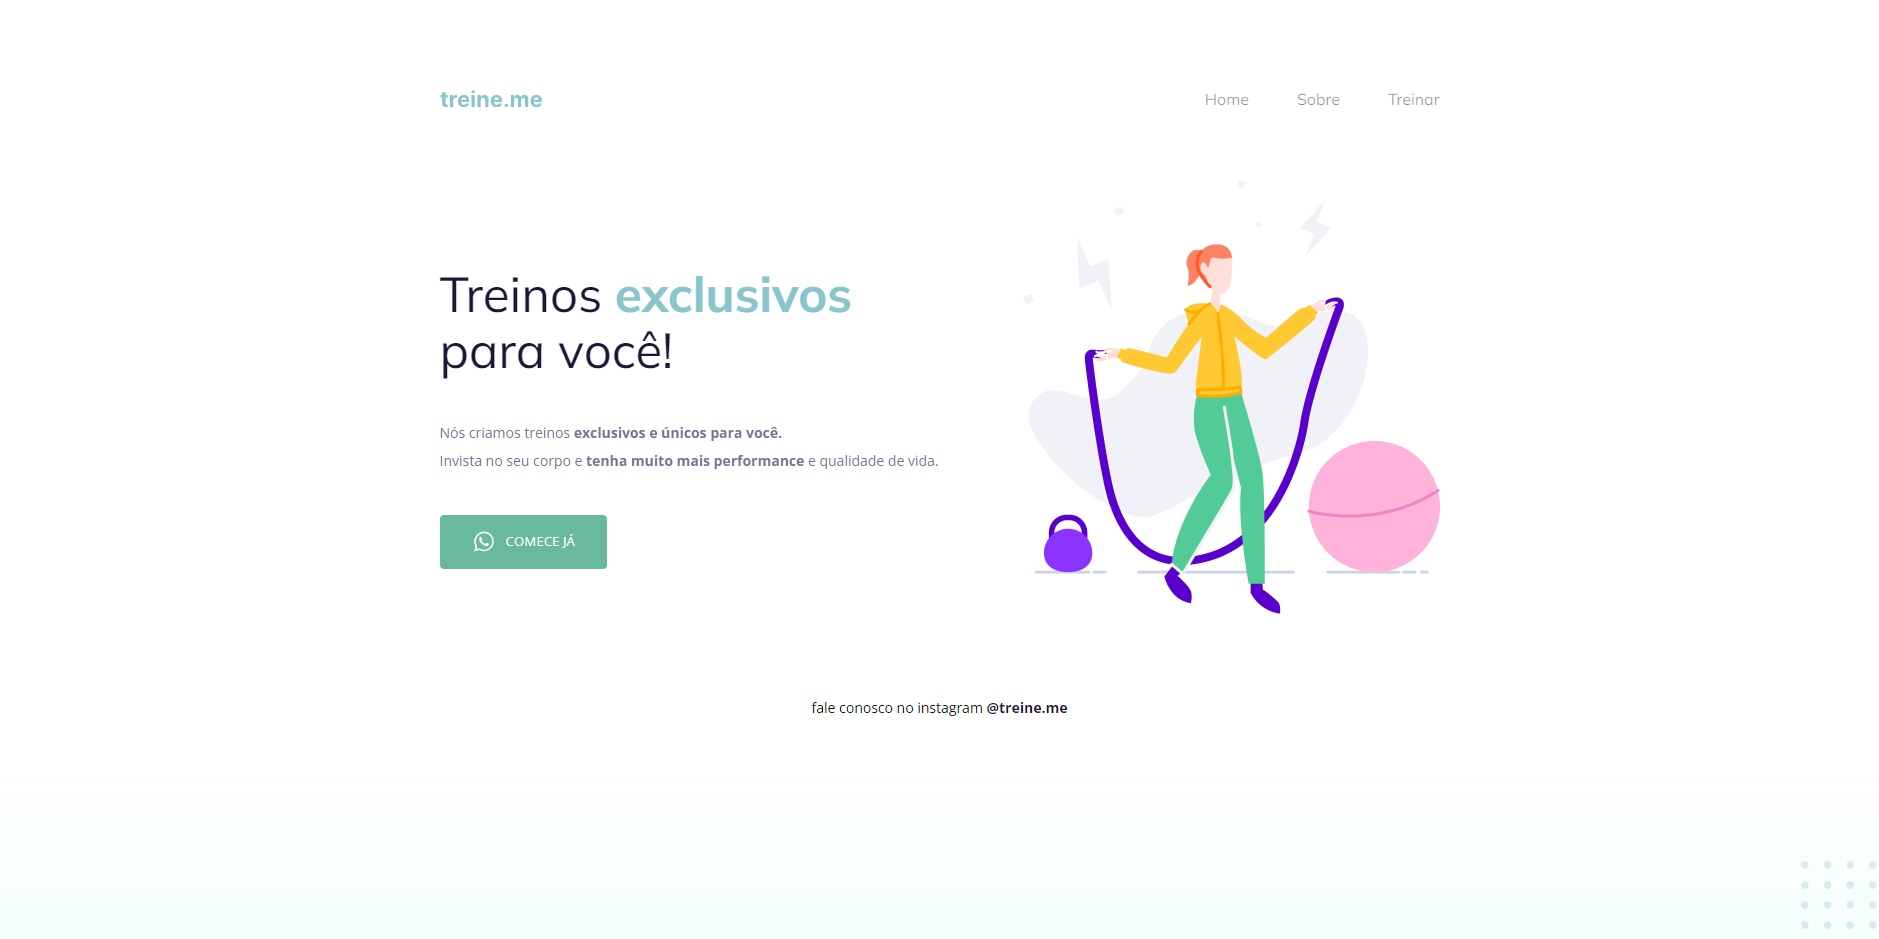 treine.me
Home Sobre Treinar
Treinos exclusivos
para você!
Nós criamos treinos exclusivos e únicos para você.
Invista no seu corpo e tenha muito mais performance e qualidade de vida.
COMECE JÁ
fale conosco no instagram @treine.me